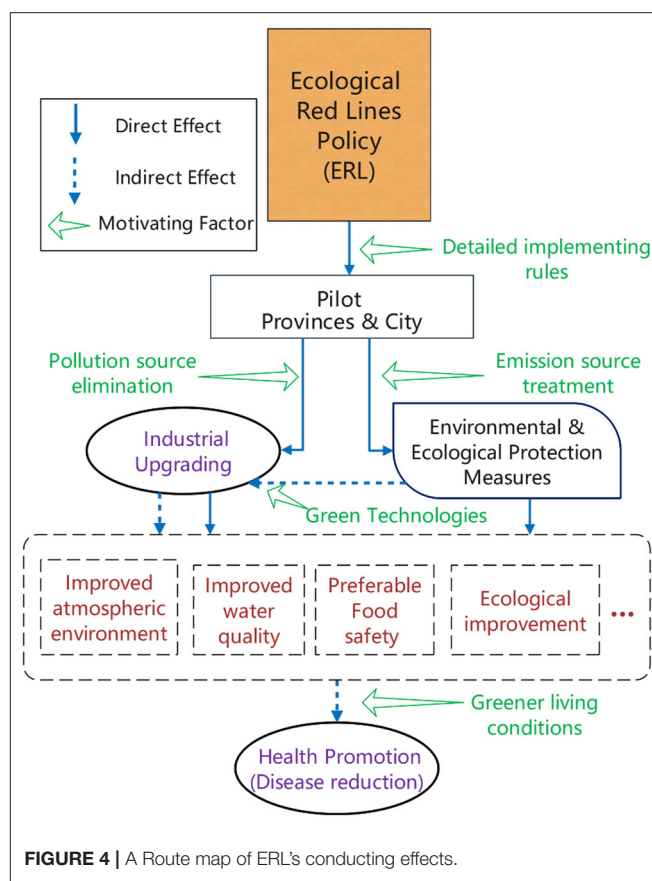 Ecological
Red Lines
Policy
(ERL)
Direct Effect
Indirect Effect
Motivating Factor
Detailed implementing
rules
Pilot
Provinces & City
Pollution source
elimination
Emission source
treatment
Industrial
Upgrading
Environmental &
Ecological Protection
Measures
Green Technologies
Improved
atmospheric
environment
Improved
water
quality
Preferable
Food
safety
Ecological
improvement
...
Greener living
conditions
Health Promotion
(Disease reduction)
FIGURE 4 | A Route map of ERL's conducting effects.